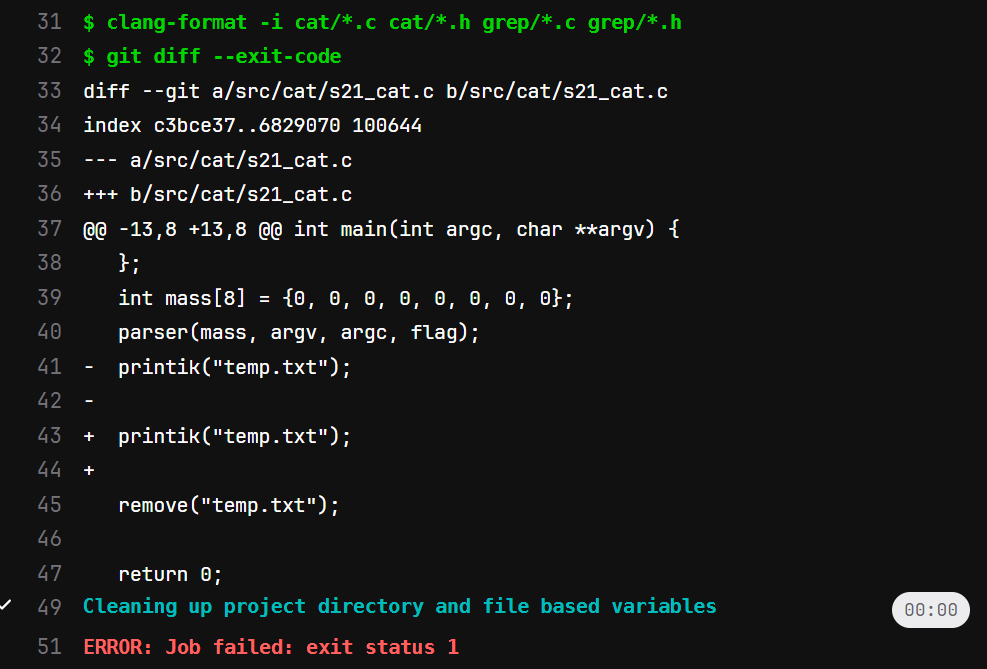 31 $ clang-format -i cat/*.c cat/*.h grep/*.c grep/*.h
32 $ git diff --exit-code
33 diff --git a/src/cat/s21_cat.c b/src/cat/s21_cat.c
34 index c3bce37..6829070 100644
35 --- a/src/cat/s21_cat.c
36 +++ b/src/cat/s21_cat.c
37 @@ -13,8 +13,8 @@ int main(int argc, char **argv) {
38    };
39    int mass[8] = {0, 0, 0, 0, 0, 0, 0, 0};
40    parser(mass, argv, argc, flag);
41 -  printik("temp.txt");
42 -
43 +  printik("temp.txt");
44 +
45    remove("temp.txt");
46
47    return 0;
49 Cleaning up project directory and file based variables 00:00
51 ERROR: Job failed: exit status 1